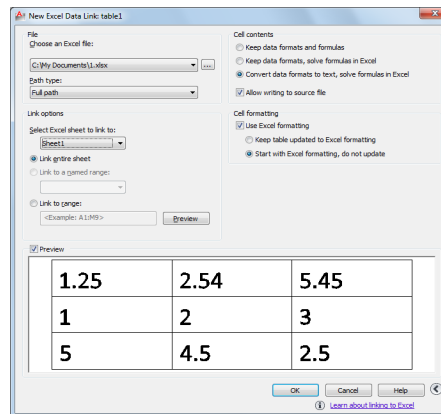 New Excel Data Link: table1
File
Choose an Excel file:
C:\My Documents\1.xlsx
...
Path type:
Full path
Link options
Select Excel sheet to link to:
Sheet1
Link entire sheet
Link to a named range:
Link to range:
<Example: A1:M9>
Preview
Cell contents
Keep data formats and formulas
Keep data formats, solve formulas in Excel
Convert data formats to text, solve formulas in Excel
Allow writing to source file
Cell formatting
Use Excel formatting
Keep table updated to Excel formatting
Start with Excel formatting, do not update
Preview
1.25 2.54 5.45
1 2 3
5 4.5 2.5
OK Cancel Help
Learn about linking to Excel